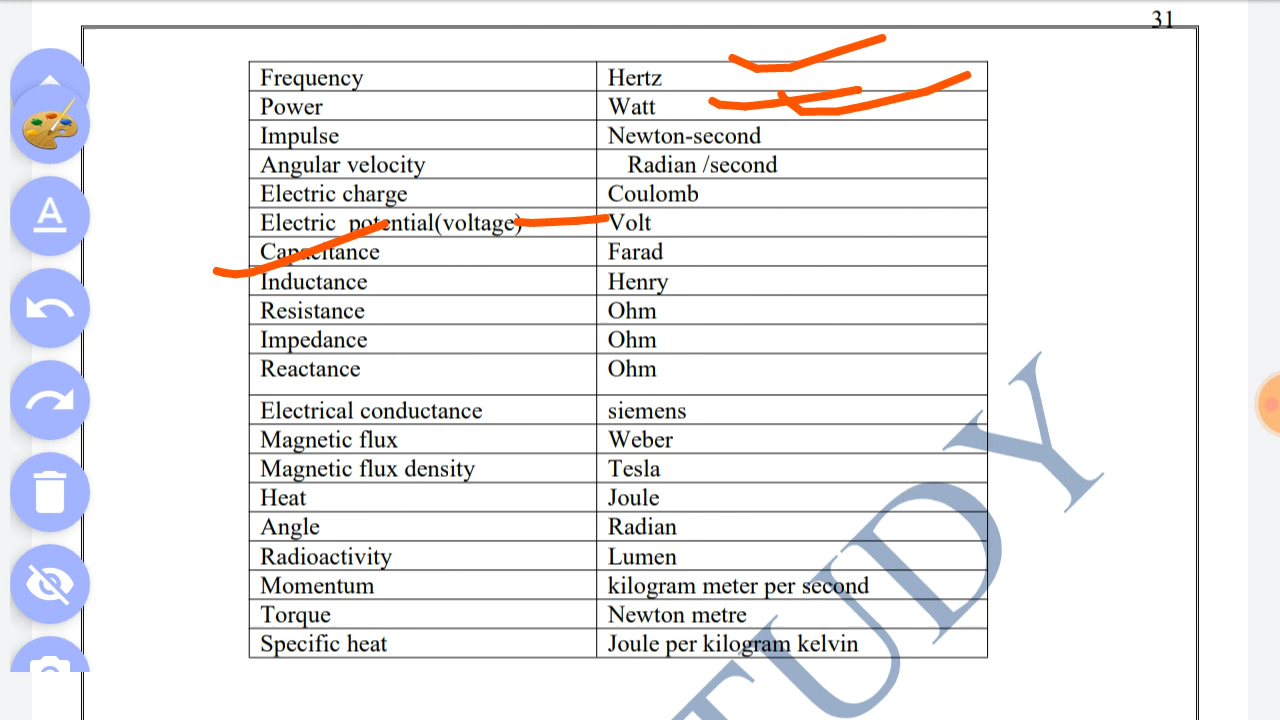 31
Frequency Hertz
Power Watt
Impulse Newton-second
Angular velocity Radian /second
Electric charge Coulomb
Electric potential(voltage) Volt
Capacitance Farad
Inductance Henry
Resistance Ohm
Impedance Ohm
Reactance Ohm
Electrical conductance siemens
Magnetic flux Weber
Magnetic flux density Tesla
Heat Joule
Angle Radian
Radioactivity Lumen
Momentum kilogram meter per second
Torque Newton metre
Specific heat Joule per kilogram kelvin
TUDY
A